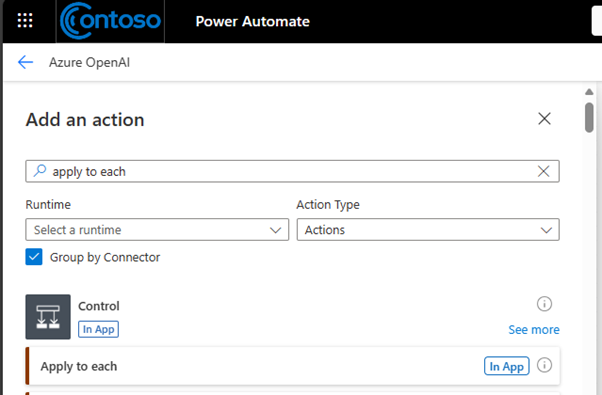 Contoso Power Automate
Azure OpenAI
Add an action
apply to each
Runtime Action Type
Select a runtime Actions
Group by Connector
Control
In App See more
Apply to each In App